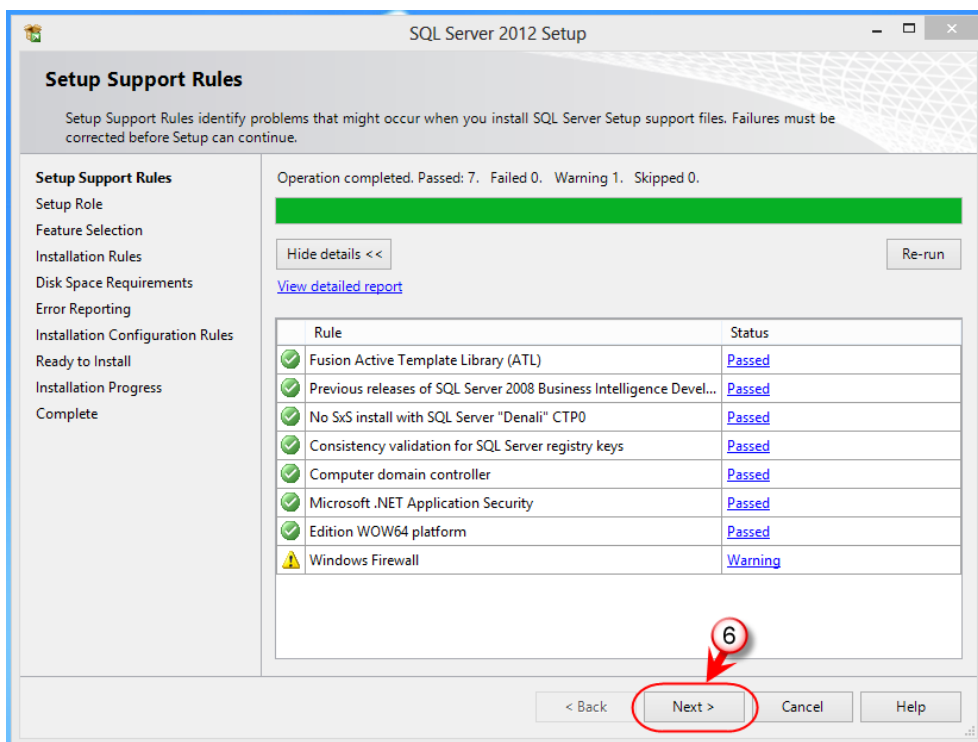 SQL Server 2012 Setup
Setup Support Rules
Setup Support Rules identify problems that might occur when you install SQL Server Setup support files. Failures must be
corrected before Setup can continue.
Setup Support Rules
Setup Role
Feature Selection
Installation Rules
Disk Space Requirements
Error Reporting
Installation Configuration Rules
Ready to Install
Installation Progress
Complete
Operation completed. Passed: 7.   Failed 0.   Warning 1.   Skipped 0.
Hide details <<
Re-run
View detailed report
Rule Status
Fusion Active Template Library (ATL) Passed
Previous releases of SQL Server 2008 Business Intelligence Devel... Passed
No SxS install with SQL Server "Denali" CTP0 Passed
Consistency validation for SQL Server registry keys Passed
Computer domain controller Passed
Microsoft .NET Application Security Passed
Edition WOW64 platform Passed
Windows Firewall Warning
6
< Back Next > Cancel Help